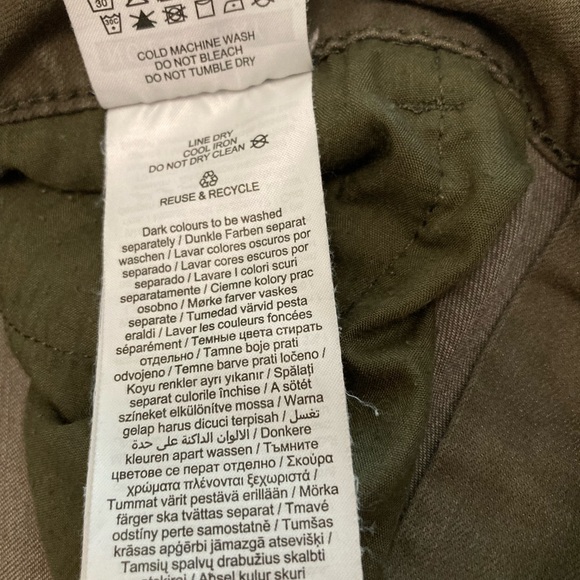 30
30C
COLD MACHINE WASH
DO NOT BLEACH
DO NOT TUMBLE DRY
LINE DRY
COOL IRON
DO NOT DRY CLEAN
REUSE & RECYCLE
Dark colours to be washed
separately / Dunkle Farben separat
waschen / Lavar colores oscuros por
separado / Lavar cores escuros por
separado / Lavare I colori scuri
separatamente / Ciemne kolory prac
osobno / Mørke farver vaskes
separate / Tumedad värvid pesta
eraldi / Laver les couleurs foncées
séparément / Темные цвета стирать
отдельно / Tamne boje prati
odvojeno / Temne barve prati ločeno /
Koyu renkler ayrı yıkanır / Spălați
separat culorile închise / A sötét
színeket elkülönítve mossa / Warna
gelap harus dicuci terpisah / تغسل
الالوان الداكنة على حدة / Donkere
kleuren apart wassen / Тъмните
цветове се перат отделно / Σκούρα
χρώματα πλένονται ξεχωριστά /
Tummat värit pestävä erillään / Mörka
färger ska tvättas separat / Tmavé
odstíny perte samostatně / Tumšas
krāsas apģērbi jāmazgā atsevišķi /
Tamsių spalvų drabužius skalbti
atskirai / Abel kulur skuri